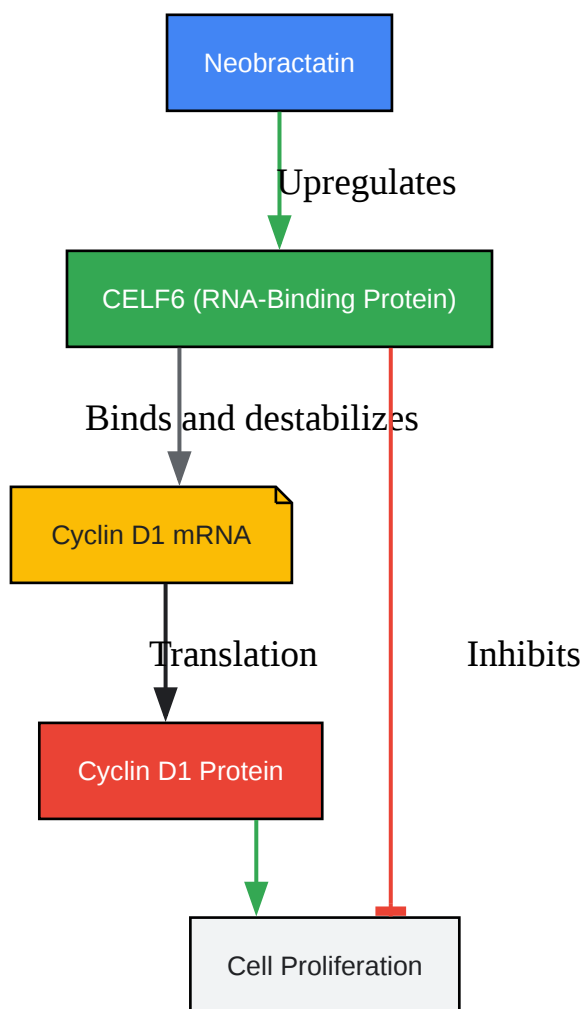 Neobractatin
Upregulates
CELF6 (RNA-Binding Protein)
Binds and destabilizes
Cyclin D1 mRNA
Translation
Inhibits
Cyclin D1 Protein
Cell Proliferation